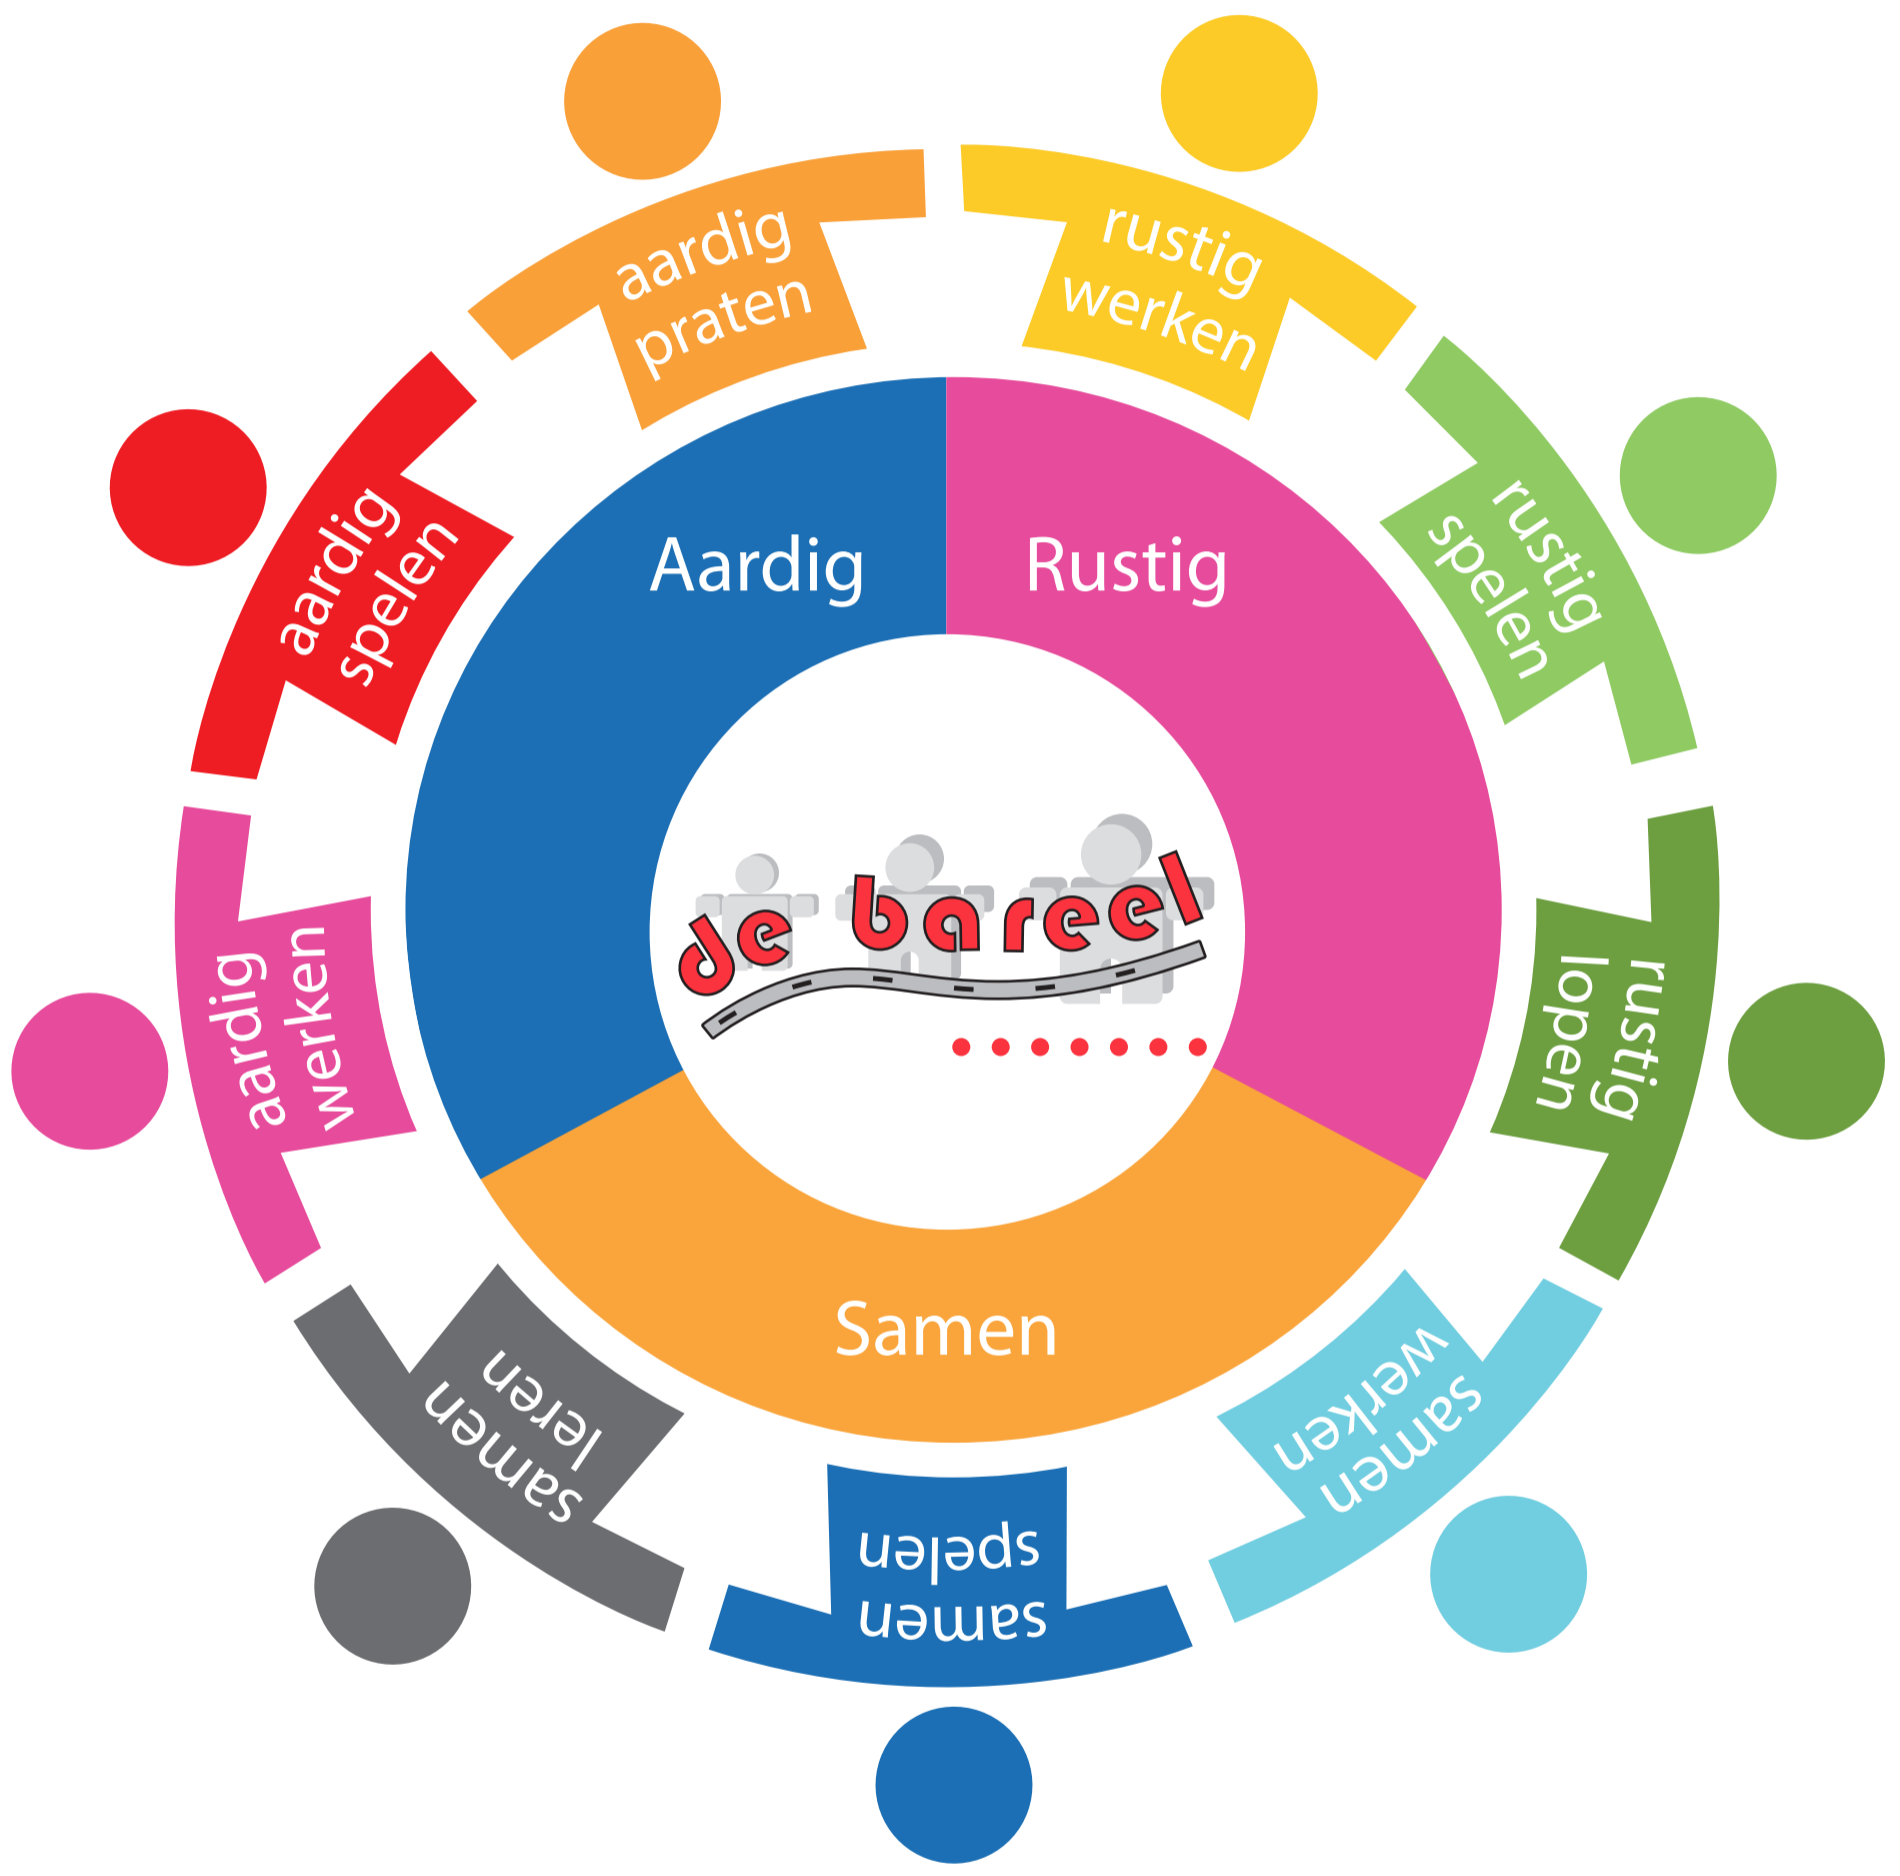 aardig
praten
rustig
werken
rustig
spelen
rustig
lopen
samen
werken
samen
spelen
samen
leren
aardig
werken
aardig
spelen
Aardig
Rustig
Samen
de bareel